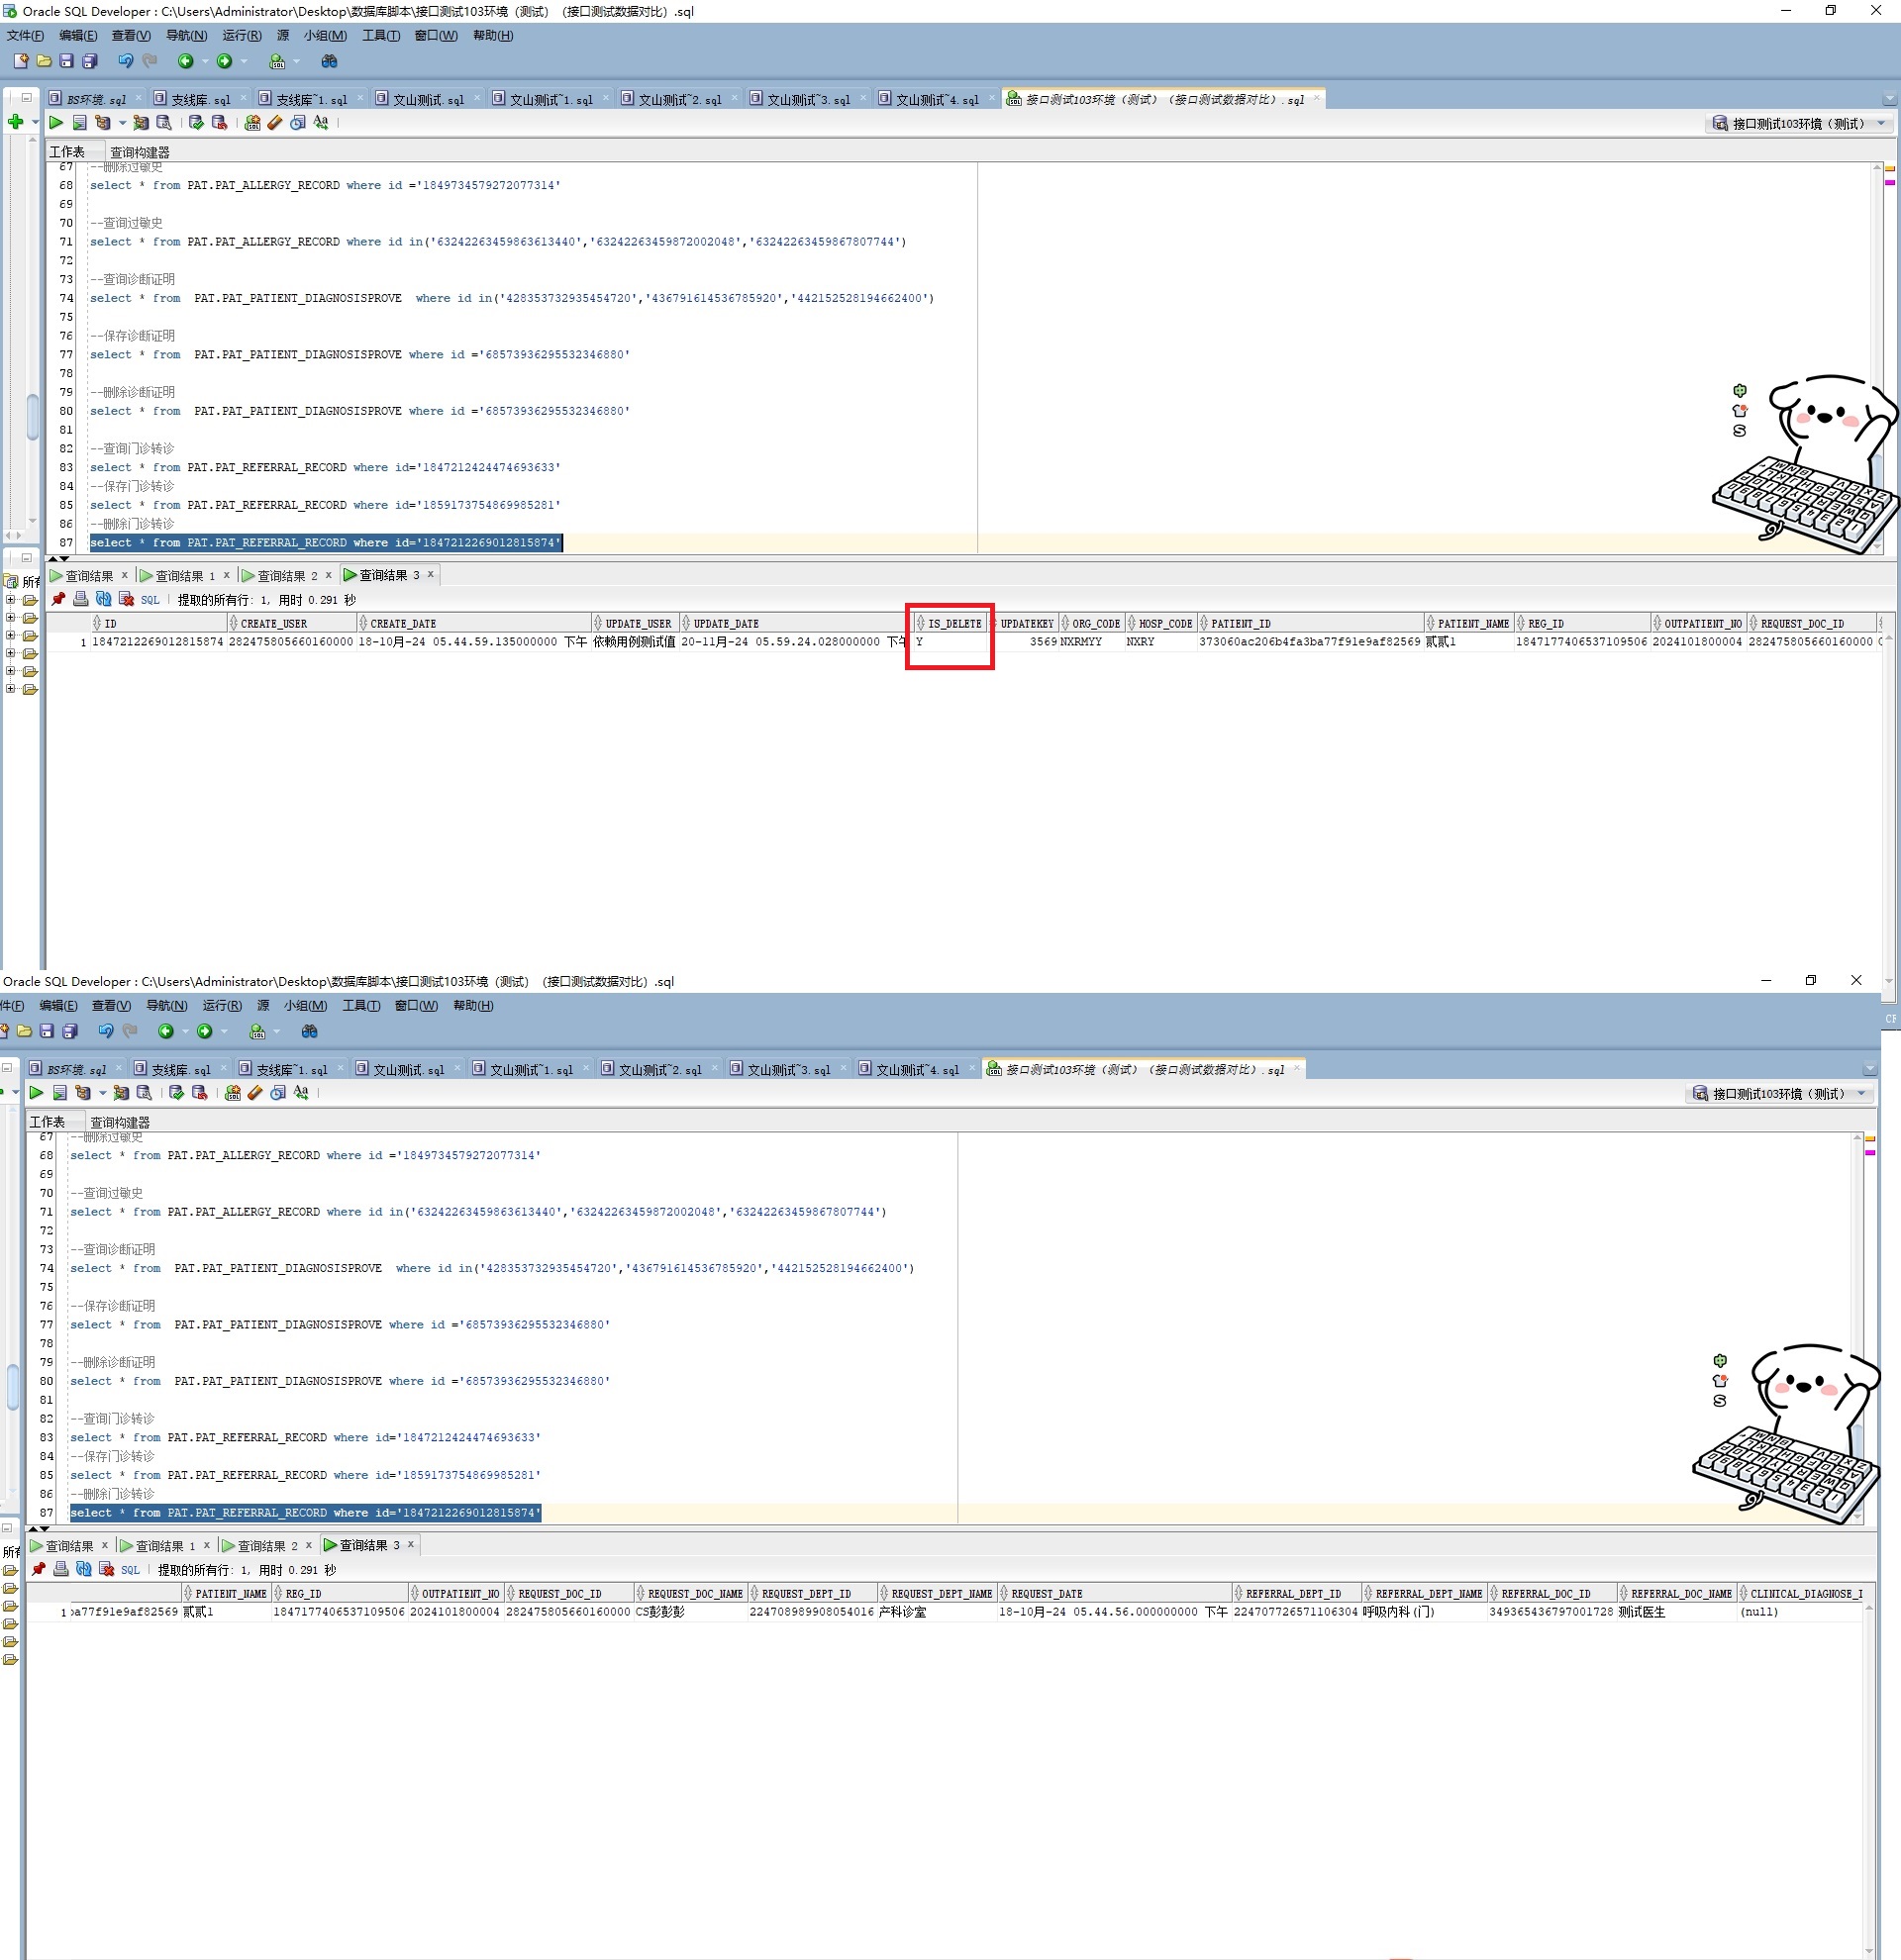 Oracle SQL Developer : C:\Users\Administrator\Desktop\数据库脚本\接口测试103环境（测试）（接口测试数据对比）.sql
文件(F) 编辑(E) 查看(V) 导航(N) 运行(R) 源 小组(M) 工具(T) 窗口(W) 帮助(H)
BS环境.sql 支线库.sql 支线库~1.sql 文山测试.sql 文山测试~1.sql 文山测试~2.sql 文山测试~3.sql 文山测试~4.sql 接口测试103环境（测试）（接口测试数据对比）.sql
接口测试103环境（测试）
工作表 查询构建器
67 --删除过敏史
68 select * from PAT.PAT_ALLERGY_RECORD where id ='1849734579272077314'
69
70 --查询过敏史
71 select * from PAT.PAT_ALLERGY_RECORD where id in('63242263459863613440','63242263459872002048','63242263459867807744')
72
73 --查询诊断证明
74 select * from  PAT.PAT_PATIENT_DIAGNOSISPROVE  where id in('428353732935454720','436791614536785920','442152528194662400')
75
76 --保存诊断证明
77 select * from  PAT.PAT_PATIENT_DIAGNOSISPROVE where id ='68573936295532346880'
78
79 --删除诊断证明
80 select * from  PAT.PAT_PATIENT_DIAGNOSISPROVE where id ='68573936295532346880'
81
82 --查询门诊转诊
83 select * from PAT.PAT_REFERRAL_RECORD where id='1847212424474693633'
84 --保存门诊转诊
85 select * from PAT.PAT_REFERRAL_RECORD where id='1859173754869985281'
86 --删除门诊转诊
87 select * from PAT.PAT_REFERRAL_RECORD where id='1847212269012815874'
查询结果 查询结果 1 查询结果 2 查询结果 3
所有
SQL 提取的所有行: 1, 用时 0.291 秒
ID CREATE_USER CREATE_DATE UPDATE_USER UPDATE_DATE IS_DELETE UPDATEKEY ORG_CODE HOSP_CODE PATIENT_ID PATIENT_NAME REG_ID OUTPATIENT_NO REQUEST_DOC_ID
1 1847212269012815874 282475805660160000 18-10月-24 05.44.59.135000000 下午 依赖用例测试值 20-11月-24 05.59.24.028000000 下午 Y 3569 NXRMYY NXRY 373060ac206b4fa3ba77f91e9af82569 贰贰1 1847177406537109506 2024101800004 282475805660160000
Oracle SQL Developer : C:\Users\Administrator\Desktop\数据库脚本\接口测试103环境（测试）（接口测试数据对比）.sql
件(F) 编辑(E) 查看(V) 导航(N) 运行(R) 源 小组(M) 工具(T) 窗口(W) 帮助(H)
BS环境.sql 支线库.sql 支线库~1.sql 文山测试.sql 文山测试~1.sql 文山测试~2.sql 文山测试~3.sql 文山测试~4.sql 接口测试103环境（测试）（接口测试数据对比）.sql
接口测试103环境（测试）
工作表 查询构建器
67 --删除过敏史
68 select * from PAT.PAT_ALLERGY_RECORD where id ='1849734579272077314'
69
70 --查询过敏史
71 select * from PAT.PAT_ALLERGY_RECORD where id in('63242263459863613440','63242263459872002048','63242263459867807744')
72
73 --查询诊断证明
74 select * from  PAT.PAT_PATIENT_DIAGNOSISPROVE  where id in('428353732935454720','436791614536785920','442152528194662400')
75
76 --保存诊断证明
77 select * from  PAT.PAT_PATIENT_DIAGNOSISPROVE where id ='68573936295532346880'
78
79 --删除诊断证明
80 select * from  PAT.PAT_PATIENT_DIAGNOSISPROVE where id ='68573936295532346880'
81
82 --查询门诊转诊
83 select * from PAT.PAT_REFERRAL_RECORD where id='1847212424474693633'
84 --保存门诊转诊
85 select * from PAT.PAT_REFERRAL_RECORD where id='1859173754869985281'
86 --删除门诊转诊
87 select * from PAT.PAT_REFERRAL_RECORD where id='1847212269012815874'
查询结果 查询结果 1 查询结果 2 查询结果 3
所有
SQL 提取的所有行: 1, 用时 0.291 秒
PATIENT_NAME REG_ID OUTPATIENT_NO REQUEST_DOC_ID REQUEST_DOC_NAME REQUEST_DEPT_ID REQUEST_DEPT_NAME REQUEST_DATE REFERRAL_DEPT_ID REFERRAL_DEPT_NAME REFERRAL_DOC_ID REFERRAL_DOC_NAME CLINICAL_DIAGNOSE_I
1 ba77f91e9af82569 贰贰1 1847177406537109506 2024101800004 282475805660160000 CS彭彭彭 224708989908054016 产科诊室 18-10月-24 05.44.56.000000000 下午 224707726571106304 呼吸内科(门) 349365436797001728 测试医生 (null)